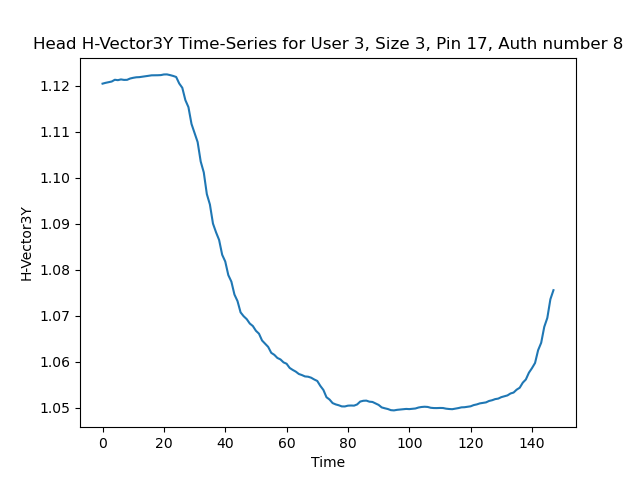 Head H-Vector3Y Time-Series for User 3, Size 3, Pin 17, Auth number 8
1.12
1.11
1.10
1.09
1.08
1.07
1.06
1.05
H-Vector3Y
0 20 40 60 80 100 120 140
Time